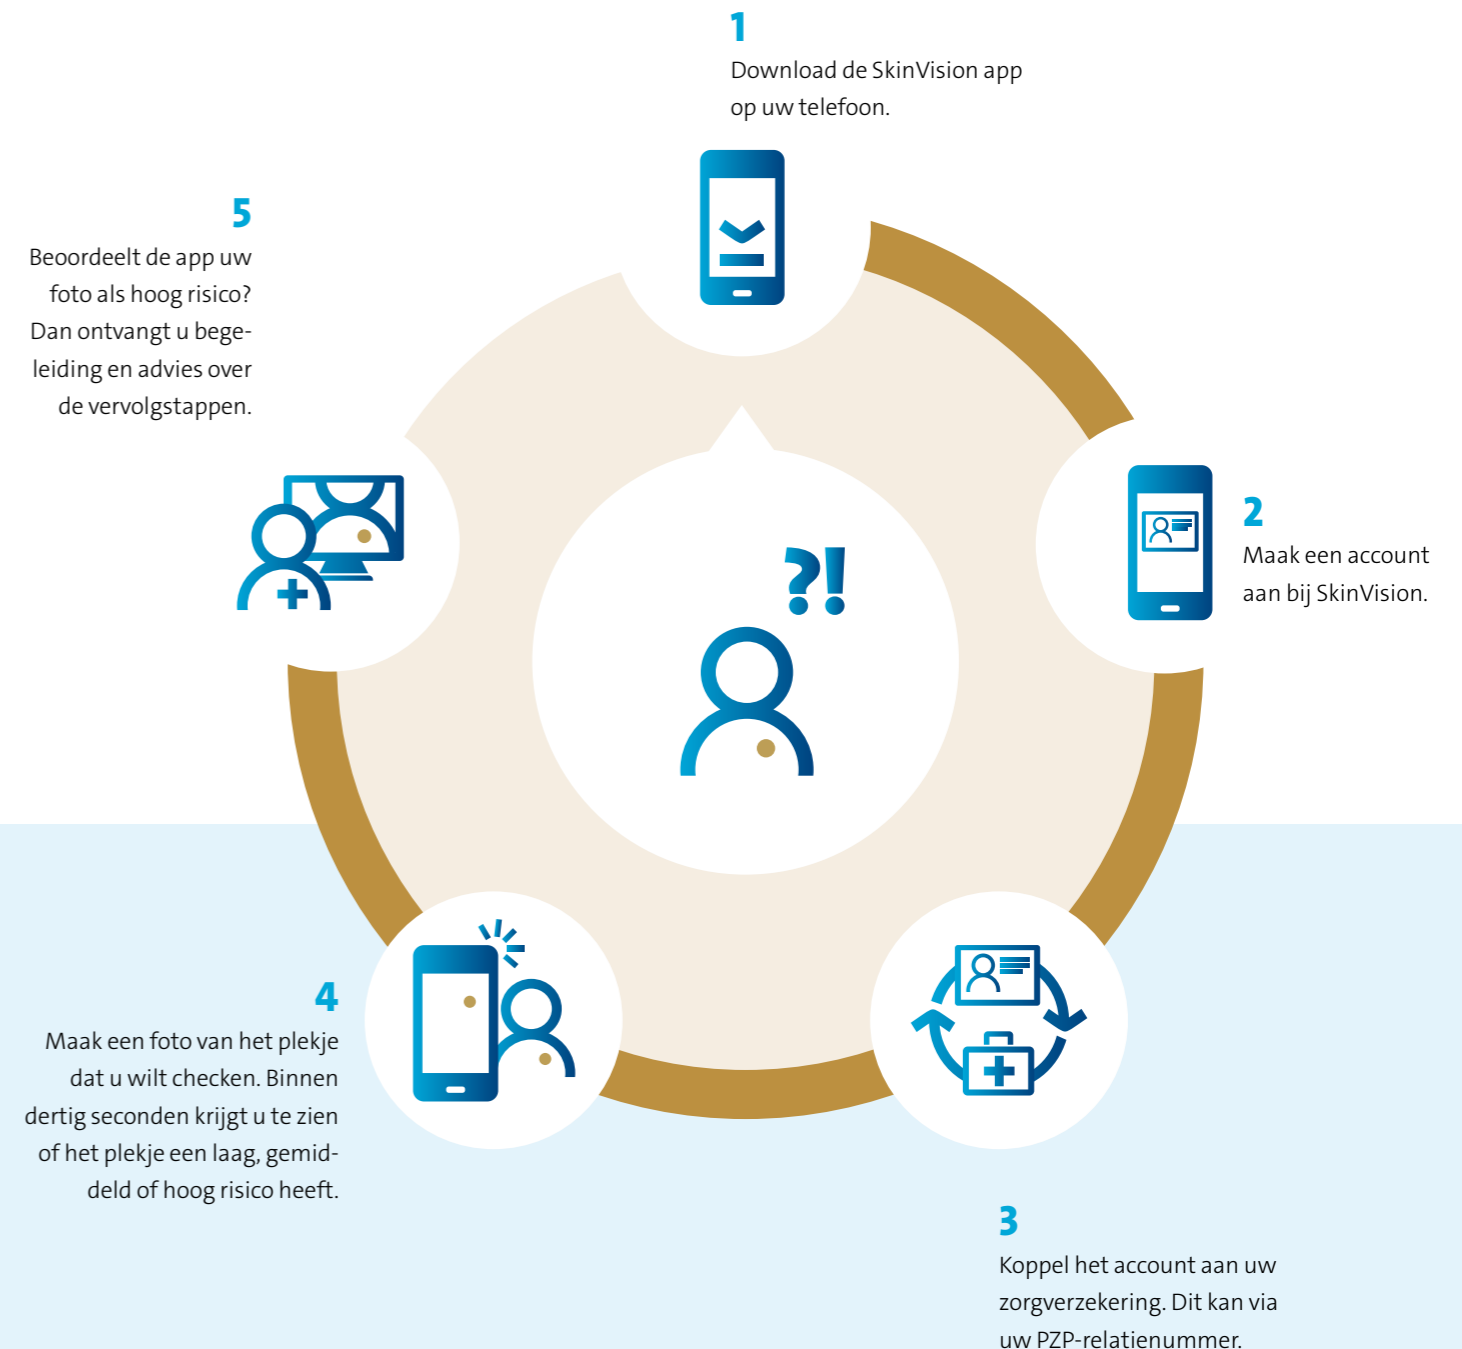 1
Download de SkinVision app
op uw telefoon.
2
Maak een account
aan bij SkinVision.
3
Koppel het account aan uw
zorgverzekering. Dit kan via
uw PZP-relatienummer.
4
Maak een foto van het plekje
dat u wilt checken. Binnen
dertig seconden krijgt u te zien
of het plekje een laag, gemid-
deld of hoog risico heeft.
5
Beoordeelt de app uw
foto als hoog risico?
Dan ontvangt u bege-
leiding en advies over
de vervolgstappen.
?!